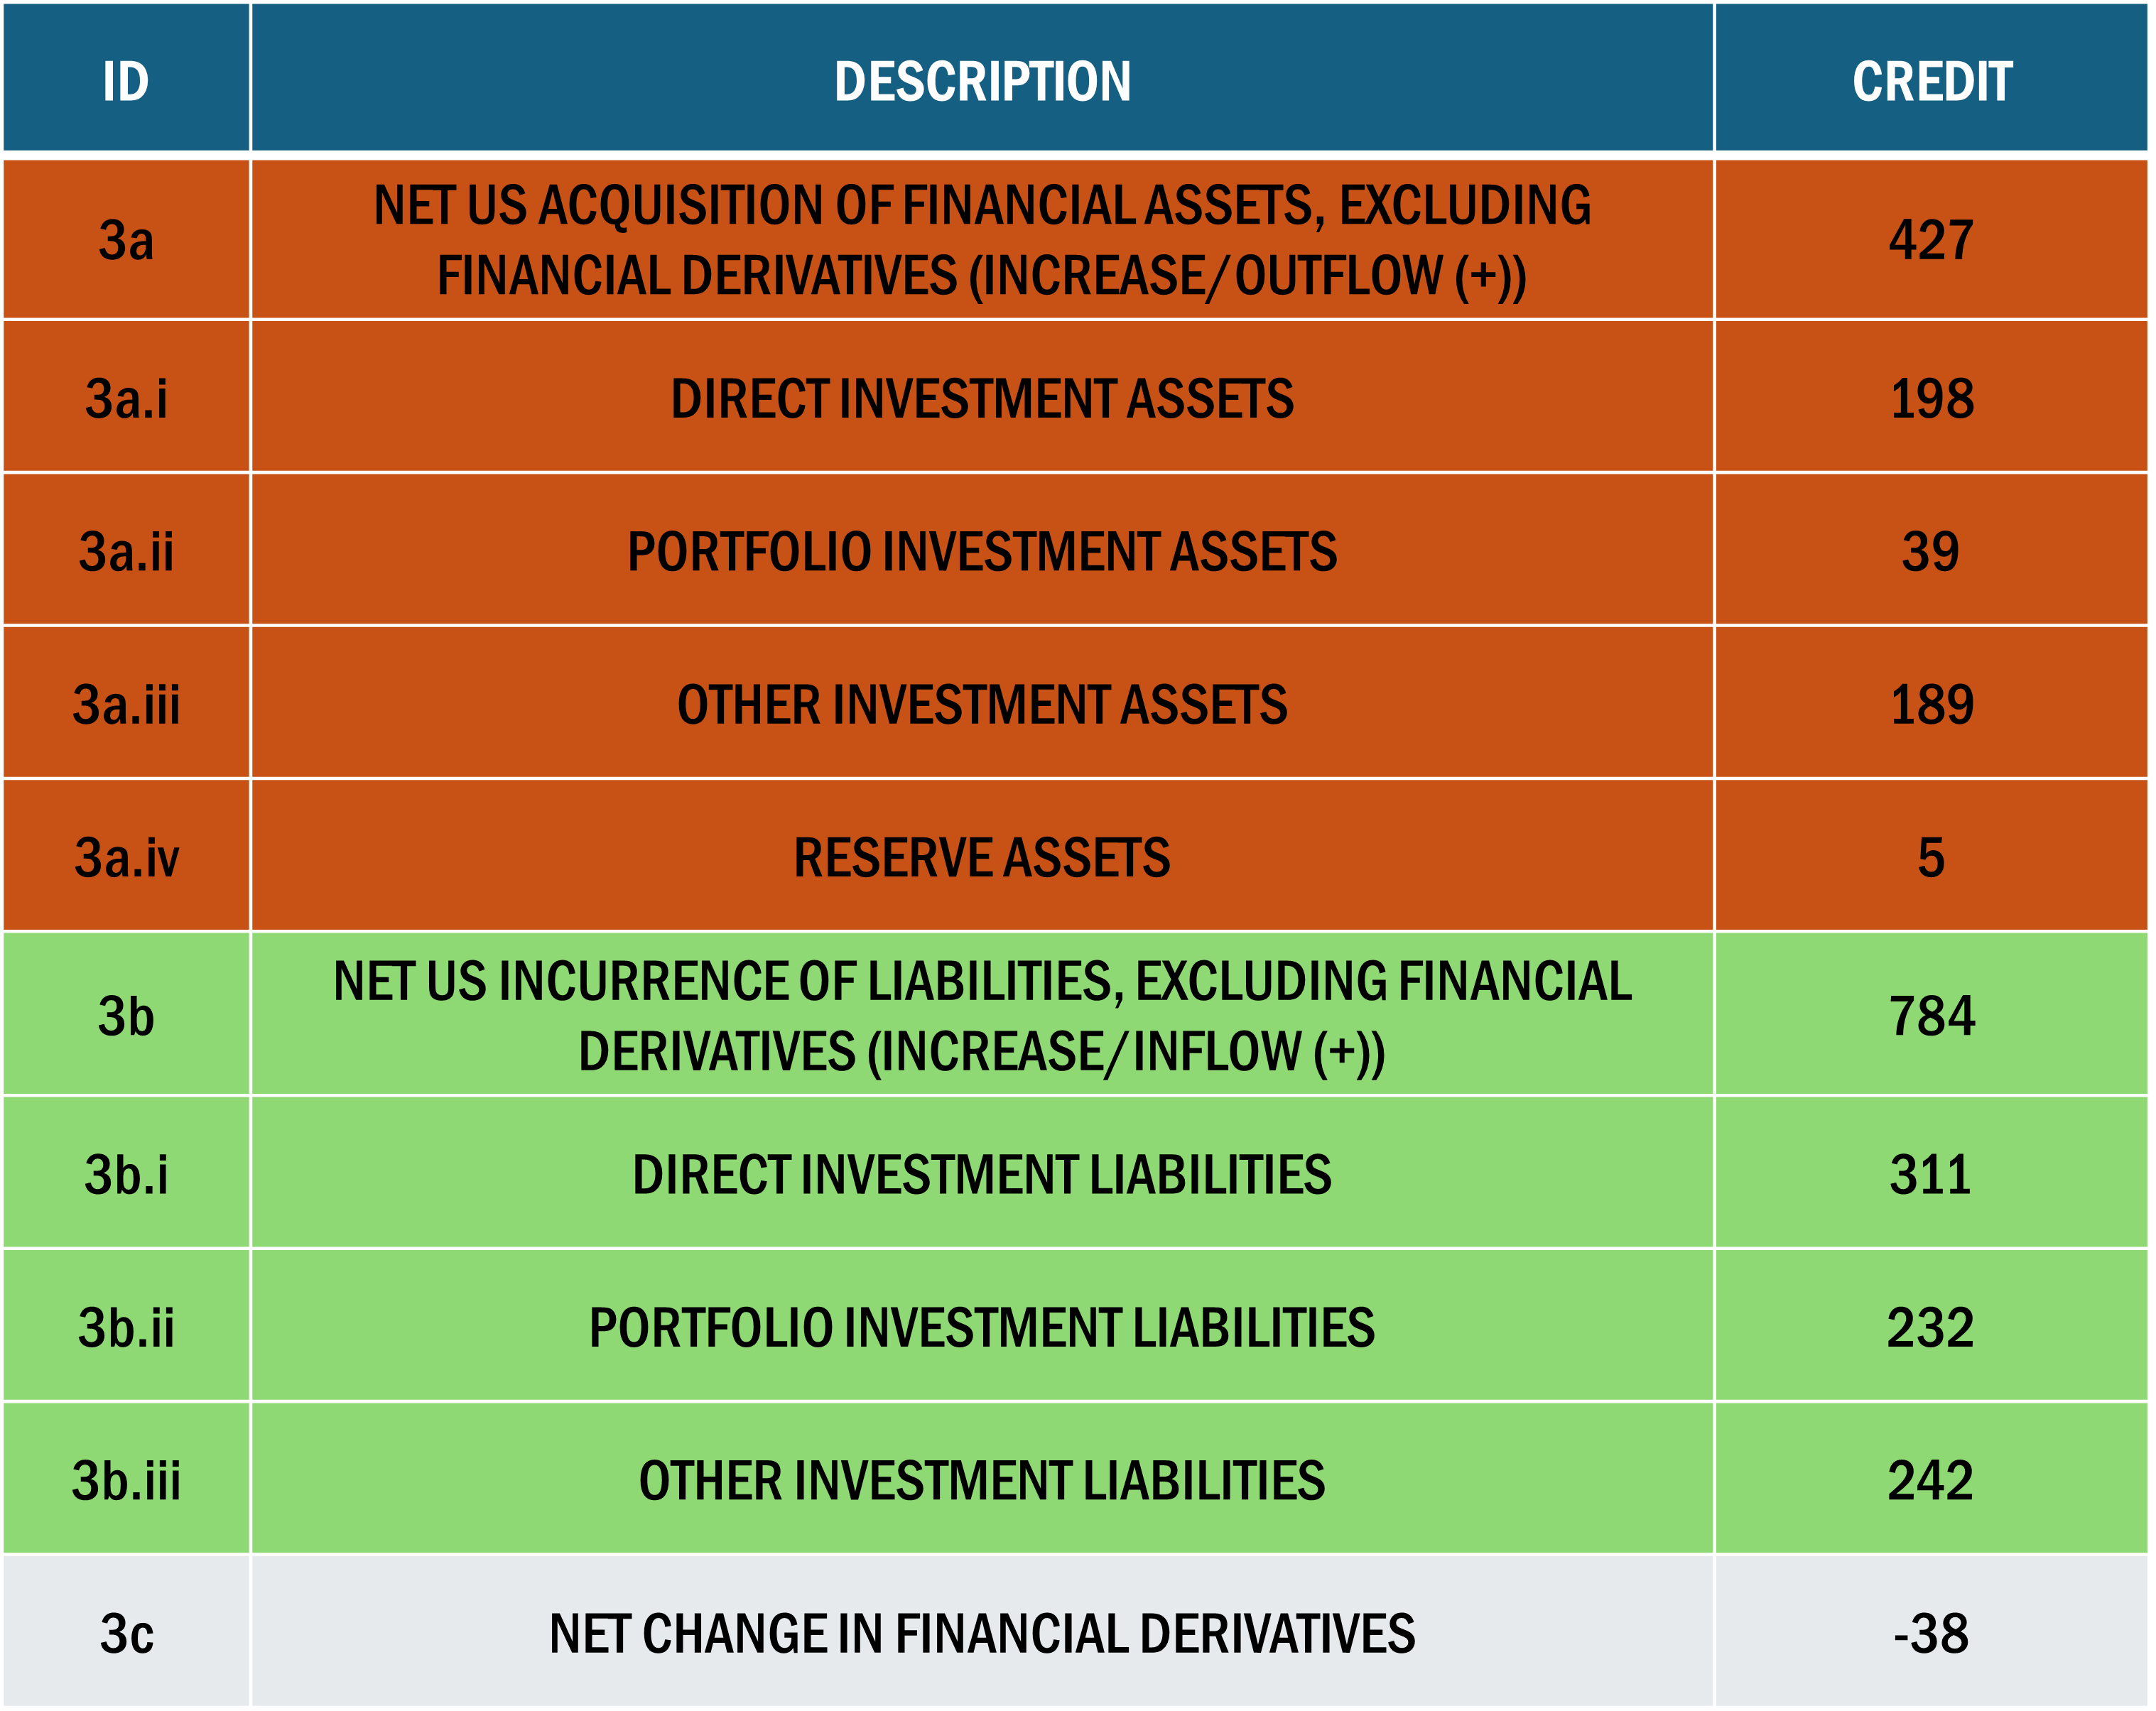 ID DESCRIPTION CREDIT
3a NET US ACQUISITION OF FINANCIAL ASSETS, EXCLUDING
FINANCIAL DERIVATIVES (INCREASE/OUTFLOW (+)) 427
3a.i DIRECT INVESTMENT ASSETS 198
3a.ii PORTFOLIO INVESTMENT ASSETS 39
3a.iii OTHER INVESTMENT ASSETS 189
3a.iv RESERVE ASSETS 5
3b NET US INCURRENCE OF LIABILITIES, EXCLUDING FINANCIAL
DERIVATIVES (INCREASE/INFLOW (+)) 784
3b.i DIRECT INVESTMENT LIABILITIES 311
3b.ii PORTFOLIO INVESTMENT LIABILITIES 232
3b.iii OTHER INVESTMENT LIABILITIES 242
3c NET CHANGE IN FINANCIAL DERIVATIVES -38